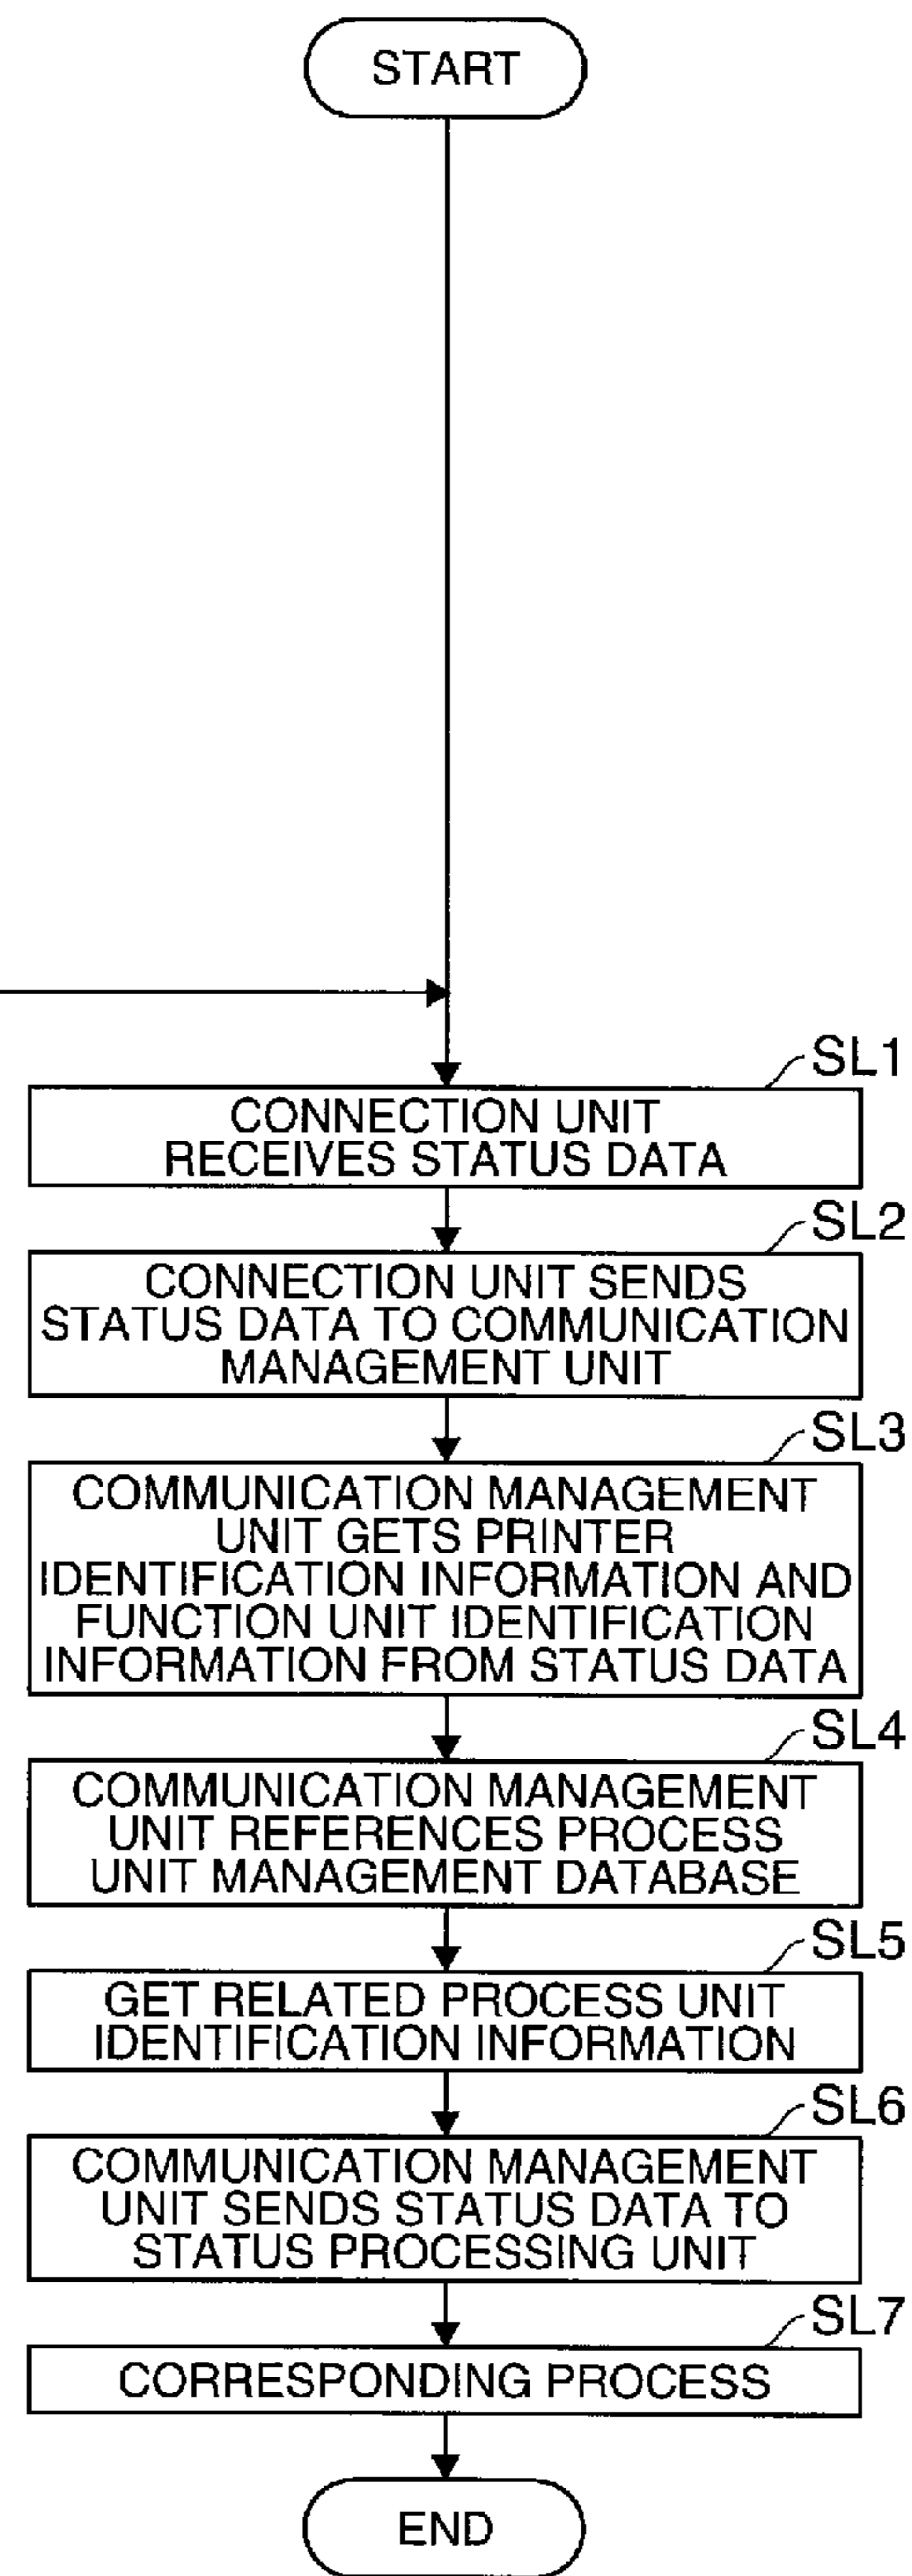 START
SL1
CONNECTION UNIT
RECEIVES STATUS DATA
SL2
CONNECTION UNIT SENDS
STATUS DATA TO COMMUNICATION
MANAGEMENT UNIT
SL3
COMMUNICATION MANAGEMENT
UNIT GETS PRINTER
IDENTIFICATION INFORMATION AND
FUNCTION UNIT IDENTIFICATION
INFORMATION FROM STATUS DATA
SL4
COMMUNICATION MANAGEMENT
UNIT REFERENCES PROCESS
UNIT MANAGEMENT DATABASE
SL5
GET RELATED PROCESS UNIT
IDENTIFICATION INFORMATION
SL6
COMMUNICATION MANAGEMENT
UNIT SENDS STATUS DATA TO
STATUS PROCESSING UNIT
SL7
CORRESPONDING PROCESS
END